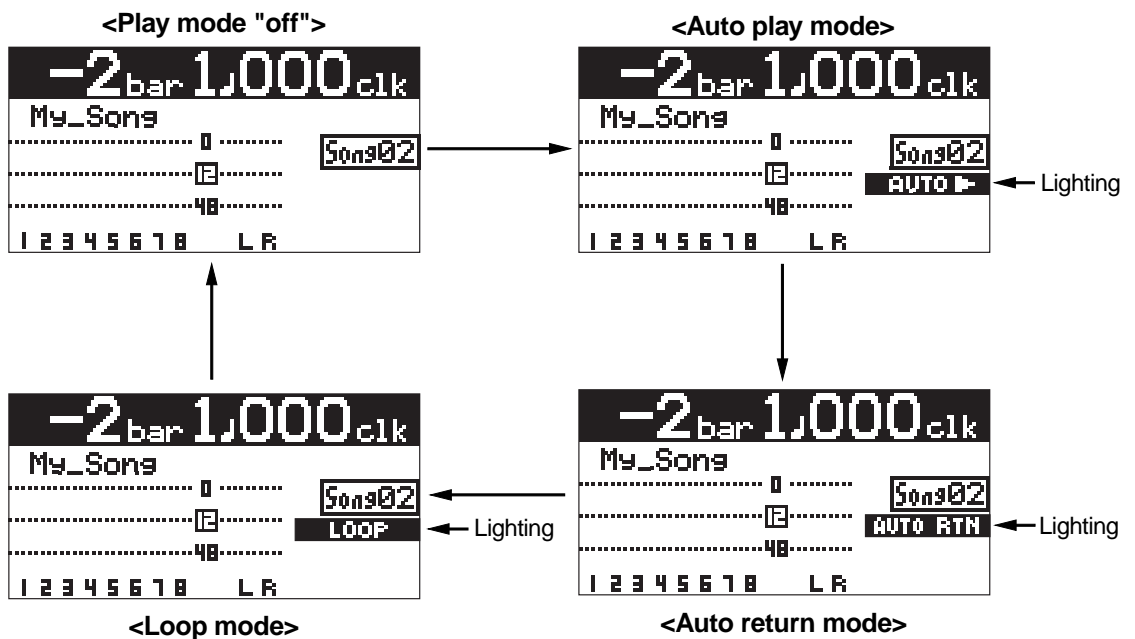 <Play mode "off">
-2bar 1,000clk
My_Song
0
Song02
12
48
1 2 3 4 5 6 7 8 L R
<Auto play mode>
-2bar 1,000clk
My_Song
0
Song02
12
AUTO
Lighting
48
1 2 3 4 5 6 7 8 L R
-2bar 1,000clk
My_Song
0
Song02
12
LOOP
Lighting
48
1 2 3 4 5 6 7 8 L R
<Loop mode>
-2bar 1,000clk
My_Song
0
Song02
12
AUTO RTN
Lighting
48
1 2 3 4 5 6 7 8 L R
<Auto return mode>